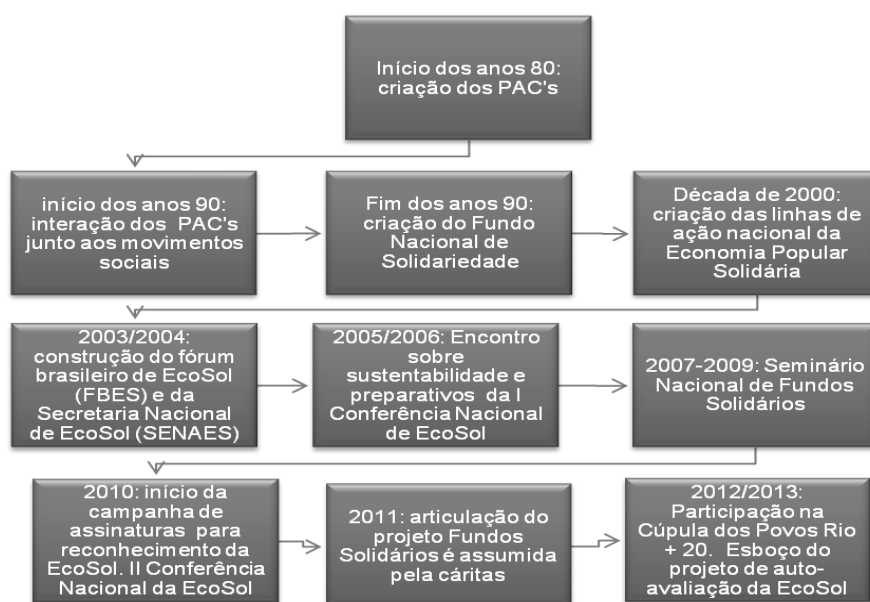 Início dos anos 80:
criação dos PAC's
início dos anos 90:
interação dos PAC's
junto aos movimentos
sociais
Fim dos anos 90:
criação do Fundo
Nacional de
Solidariedade
Década de 2000:
criação das linhas de
ação nacional da
Economia Popular
Solidária
2003/2004:
construção do fórum
brasileiro de EcoSol
(FBES) e da
Secretaria Nacional
de EcoSol (SENAES)
2005/2006: Encontro
sobre
sustentabilidade e
preparativos da I
Conferência Nacional
de EcoSol
2007-2009: Seminário
Nacional de Fundos
Solidários
2010: início da
campanha de
assinaturas para
reconhecimento da
EcoSol. II Conferência
Nacional da EcoSol
2011: articulação do
projeto Fundos
Solidários é assumida
pela cáritas
2012/2013:
Participação na
Cúpula dos Povos Rio
+ 20. Esboço do
projeto de auto-
avaliação da EcoSol